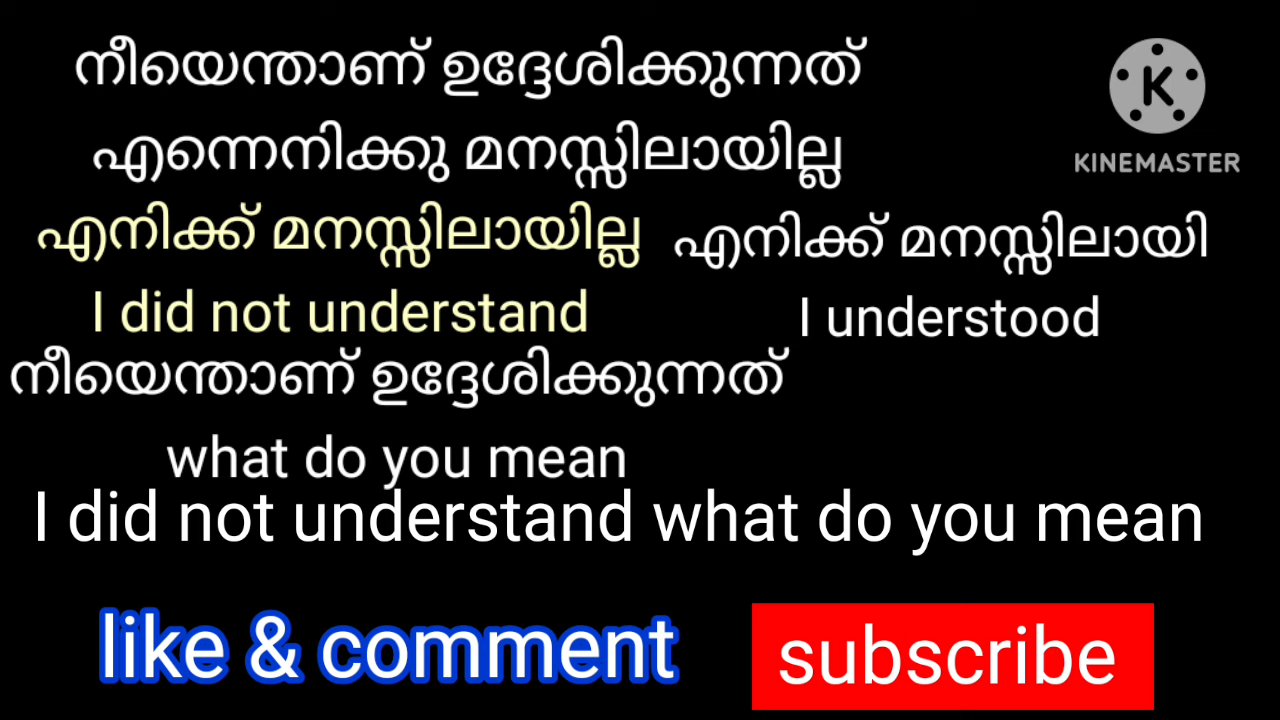 നീയെന്താണ് ഉദ്ദേശിക്കുന്നത്
എന്നെനിക്കു മനസ്സിലായില്ല
എനിക്ക് മനസ്സിലായില്ല
എനിക്ക് മനസ്സിലായി
I did not understand
I understood
നീയെന്താണ് ഉദ്ദേശിക്കുന്നത്
what do you mean
I did not understand what do you mean
like & comment
subscribe
K
KINEMASTER